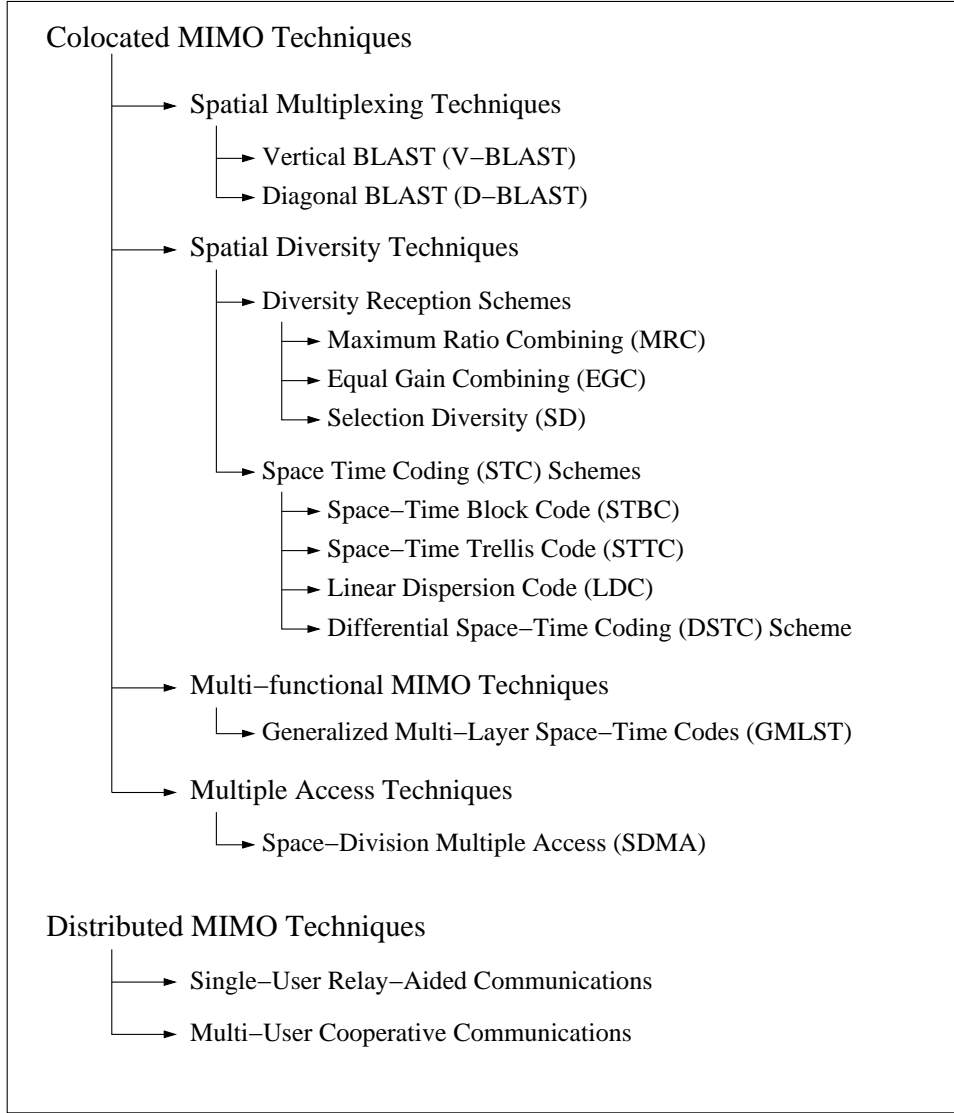 Colocated MIMO Techniques
Spatial Multiplexing Techniques
Vertical BLAST (V−BLAST)
Diagonal BLAST (D−BLAST)
Spatial Diversity Techniques
Diversity Reception Schemes
Maximum Ratio Combining (MRC)
Equal Gain Combining (EGC)
Selection Diversity (SD)
Space Time Coding (STC) Schemes
Space−Time Block Code (STBC)
Space−Time Trellis Code (STTC)
Linear Dispersion Code (LDC)
Differential Space−Time Coding (DSTC) Scheme
Multi−functional MIMO Techniques
Generalized Multi−Layer Space−Time Codes (GMLST)
Multiple Access Techniques
Space−Division Multiple Access (SDMA)
Distributed MIMO Techniques
Single−User Relay−Aided Communications
Multi−User Cooperative Communications